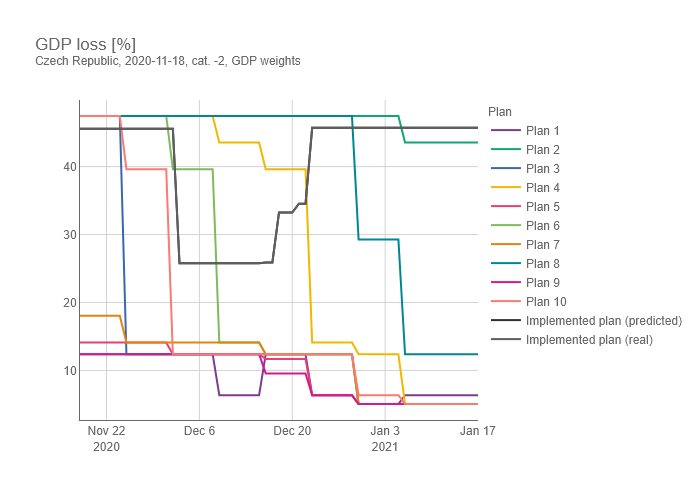 GDP loss [%]
Czech Republic, 2020-11-18, cat. -2, GDP weights
Plan
Plan 1
Plan 2
Plan 3
Plan 4
Plan 5
Plan 6
Plan 7
Plan 8
Plan 9
Plan 10
Implemented plan (predicted)
Implemented plan (real)
40
30
20
10
Nov 22 Dec 6 Dec 20 Jan 3 Jan 17
2020 2021